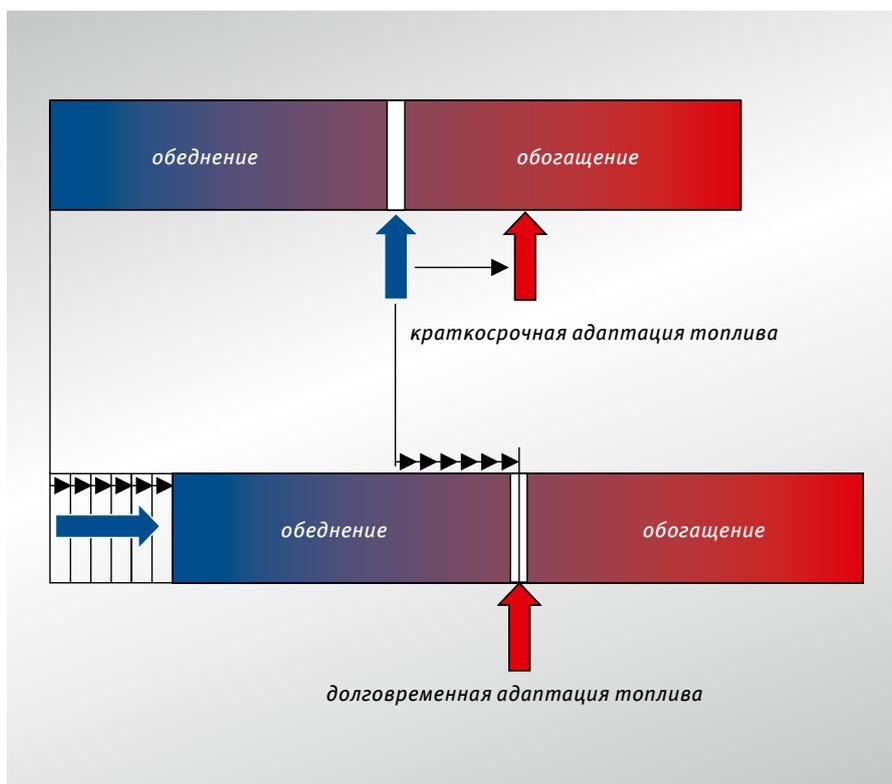 обеднение
обогащение
краткосрочная адаптация топлива
обеднение
обогащение
долговременная адаптация топлива